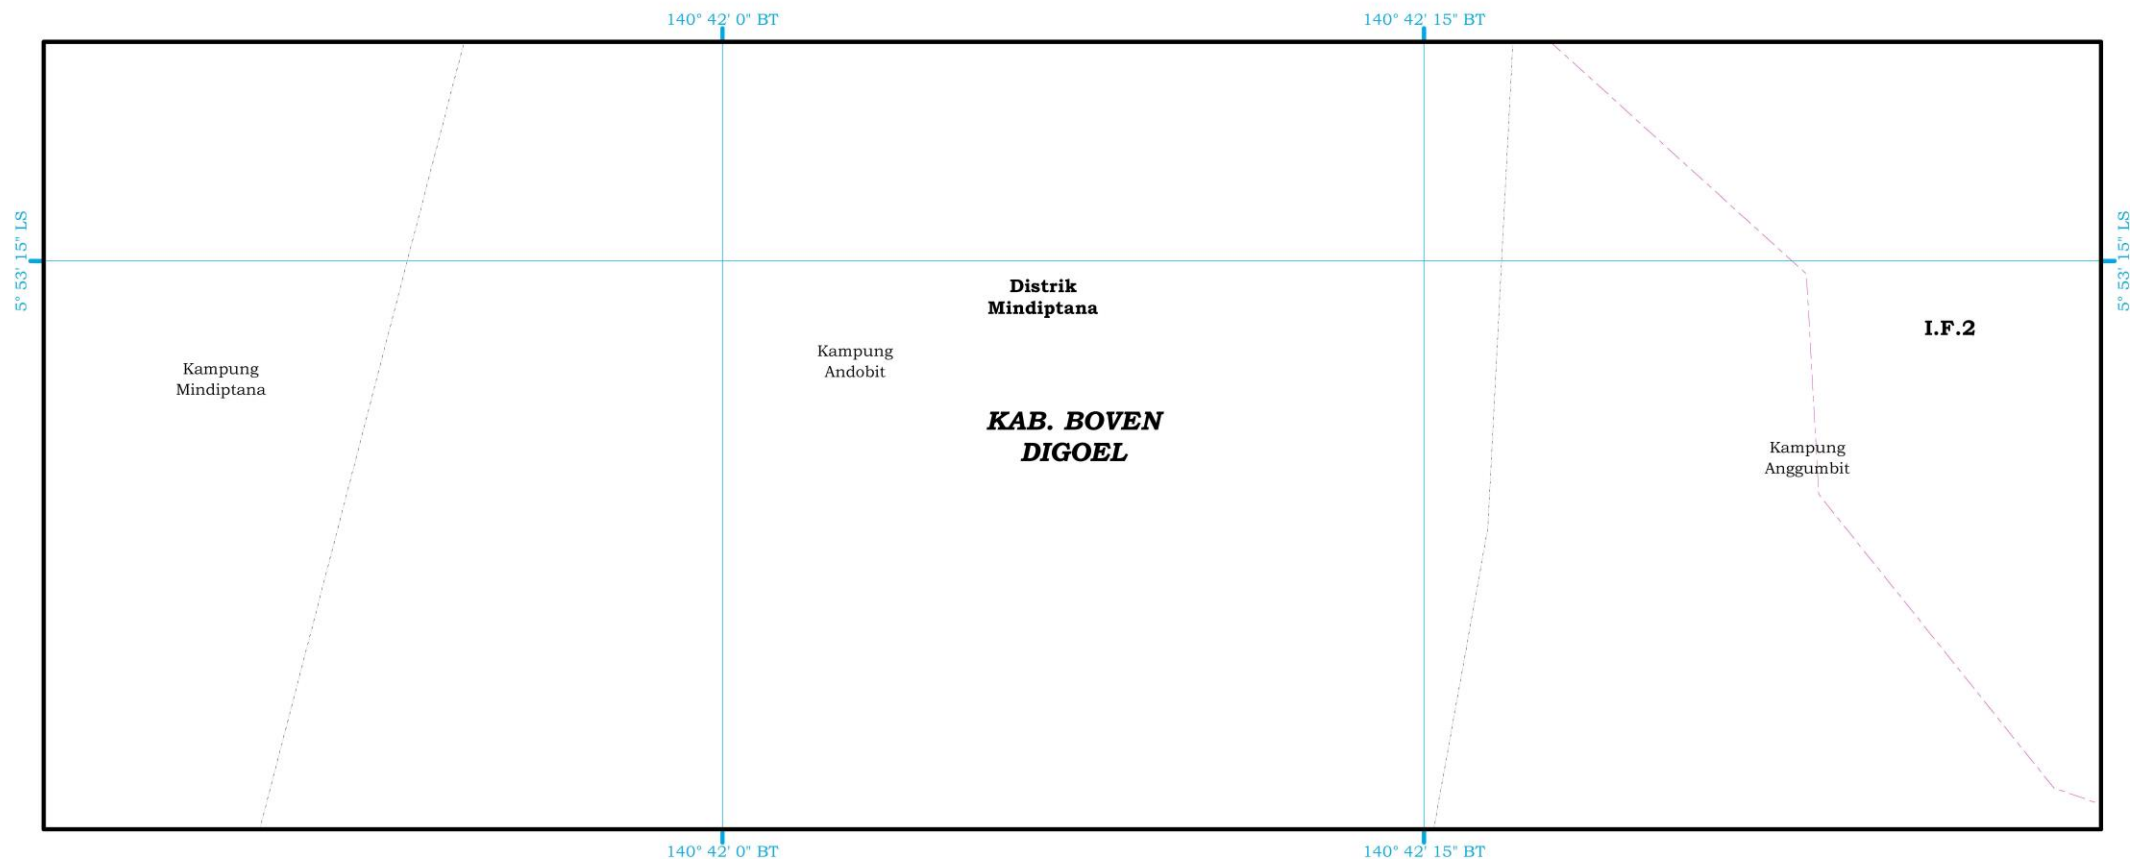 140° 42' 0" BT
140° 42' 15" BT
5° 53' 15" LS
5° 53' 15" LS
Distrik
Mindiptana
I.F.2
Kampung
Andobit
Kampung
Mindiptana
KAB. BOVEN
DIGOEL
Kampung
Anggumbit
140° 42' 0" BT
140° 42' 15" BT